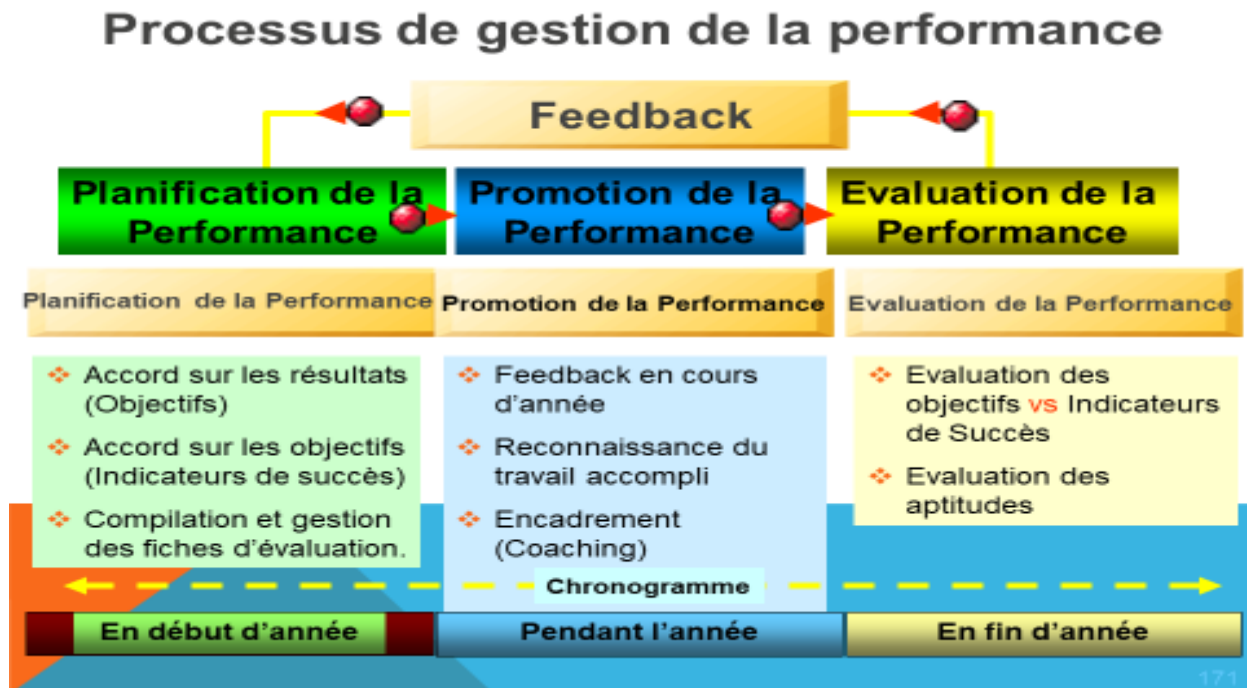 Processus de gestion de la performance
Feedback
Planification de la
Performance
Promotion de la
Performance
Evaluation de la
Performance
Planification de la Performance
Promotion de la Performance
Evaluation de la Performance
❖ Accord sur les résultats
(Objectifs)
❖ Accord sur les objectifs
(Indicateurs de succès)
❖ Compilation et gestion
des fiches d’évaluation.
❖ Feedback en cours
d’année
❖ Reconnaissance du
travail accompli
❖ Encadrement
(Coaching)
❖ Evaluation des
objectifs vs Indicateurs
de Succès
❖ Evaluation des
aptitudes
Chronogramme
En début d’année
Pendant l’année
En fin d’année
171